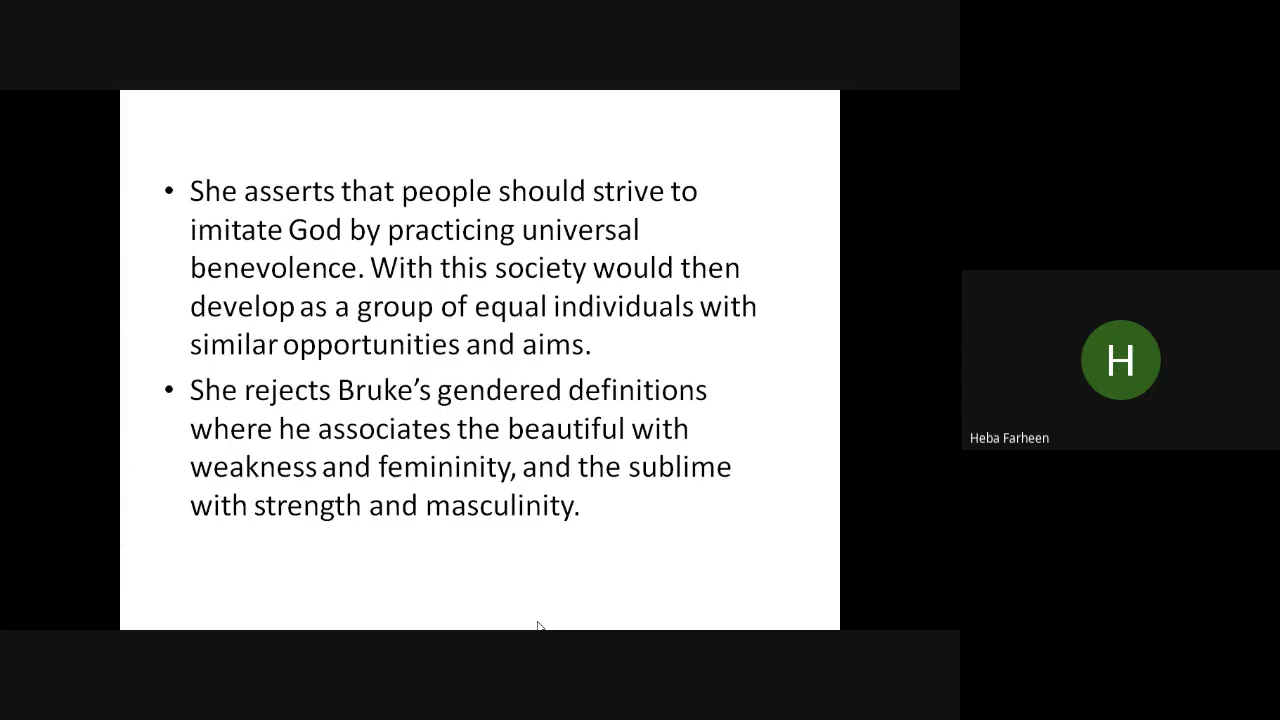 • She asserts that people should strive to
imitate God by practicing universal
benevolence. With this society would then
develop as a group of equal individuals with
similar opportunities and aims.
• She rejects Bruke’s gendered definitions
where he associates the beautiful with
weakness and femininity, and the sublime
with strength and masculinity.
H
Heba Farheen